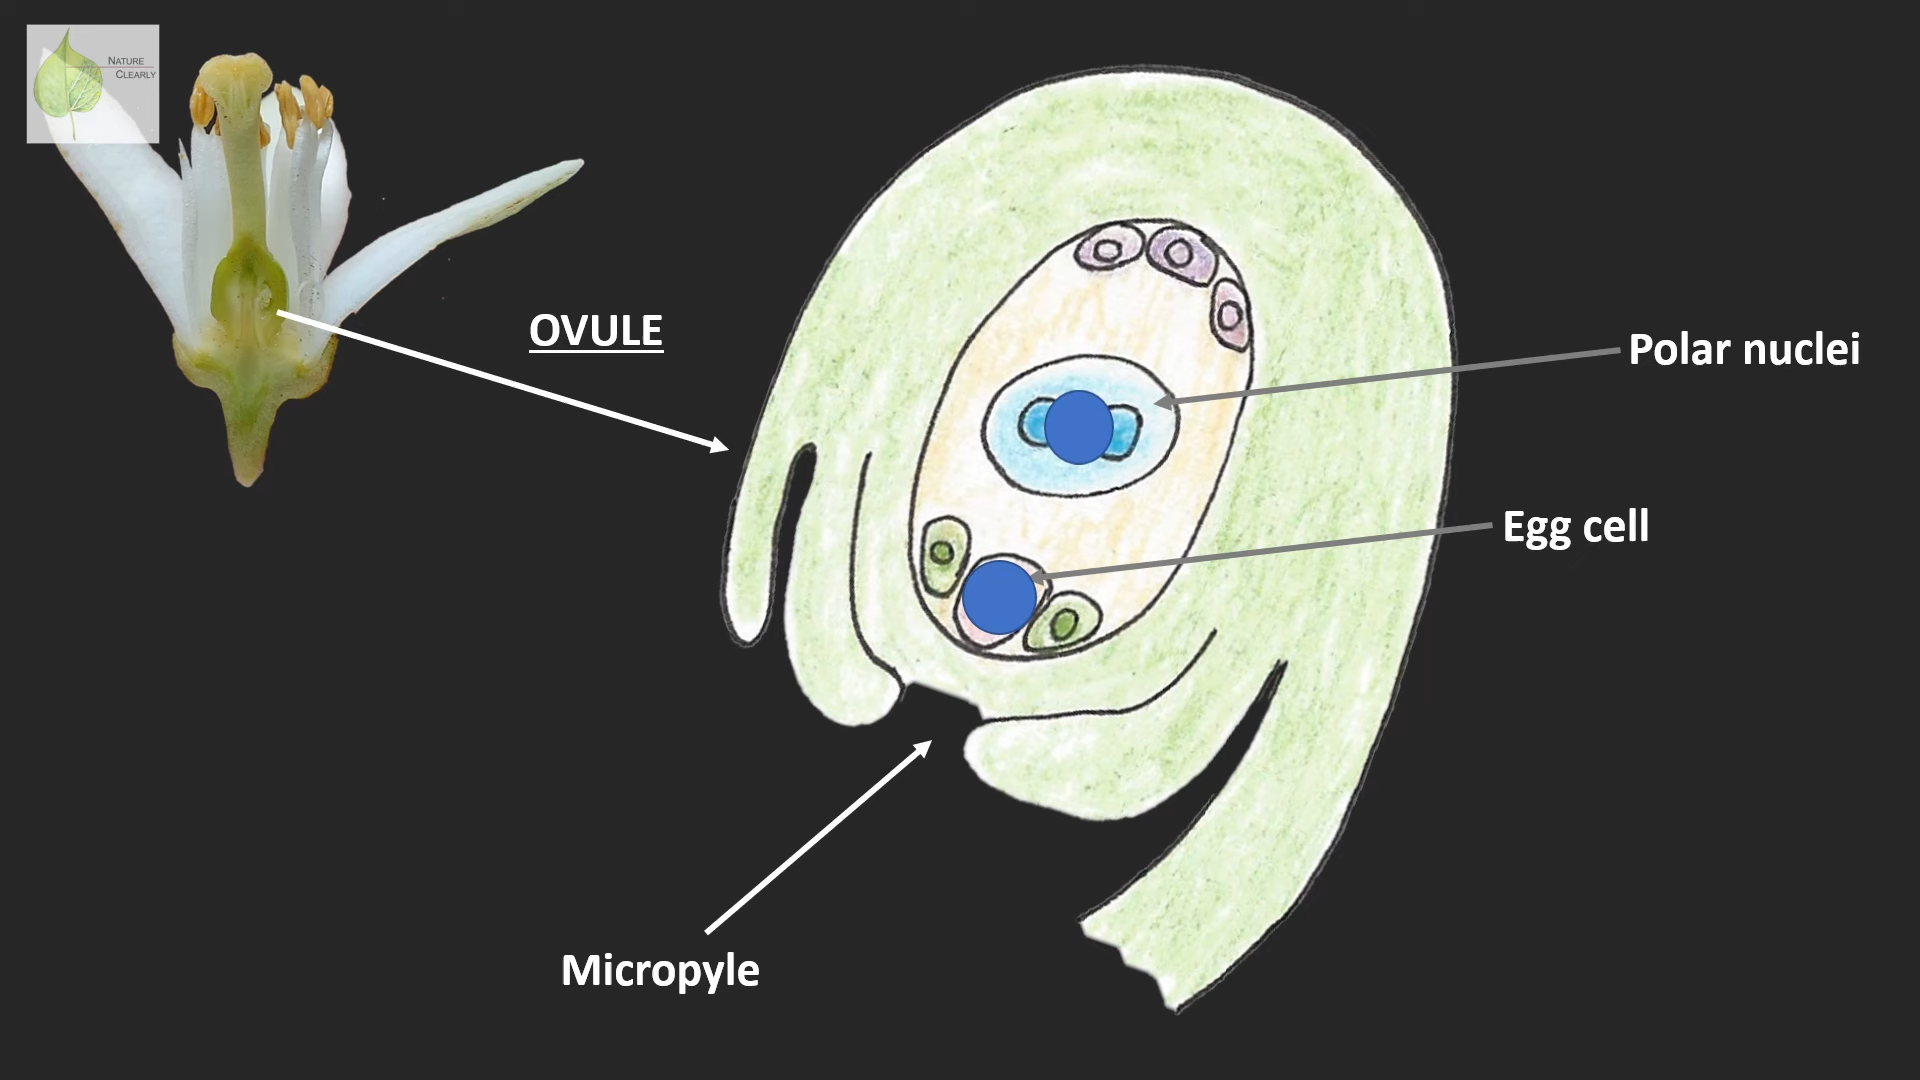 NATURE
CLEARLY
OVULE
Polar nuclei
Egg cell
Micropyle